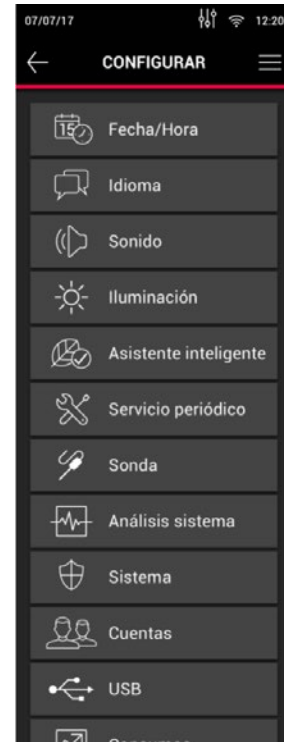 07/07/17 12:20
CONFIGURAR
15
Fecha/Hora
Idioma
Sonido
Iluminación
Asistente inteligente
Servicio periódico
Sonda
Análisis sistema
Sistema
Cuentas
USB